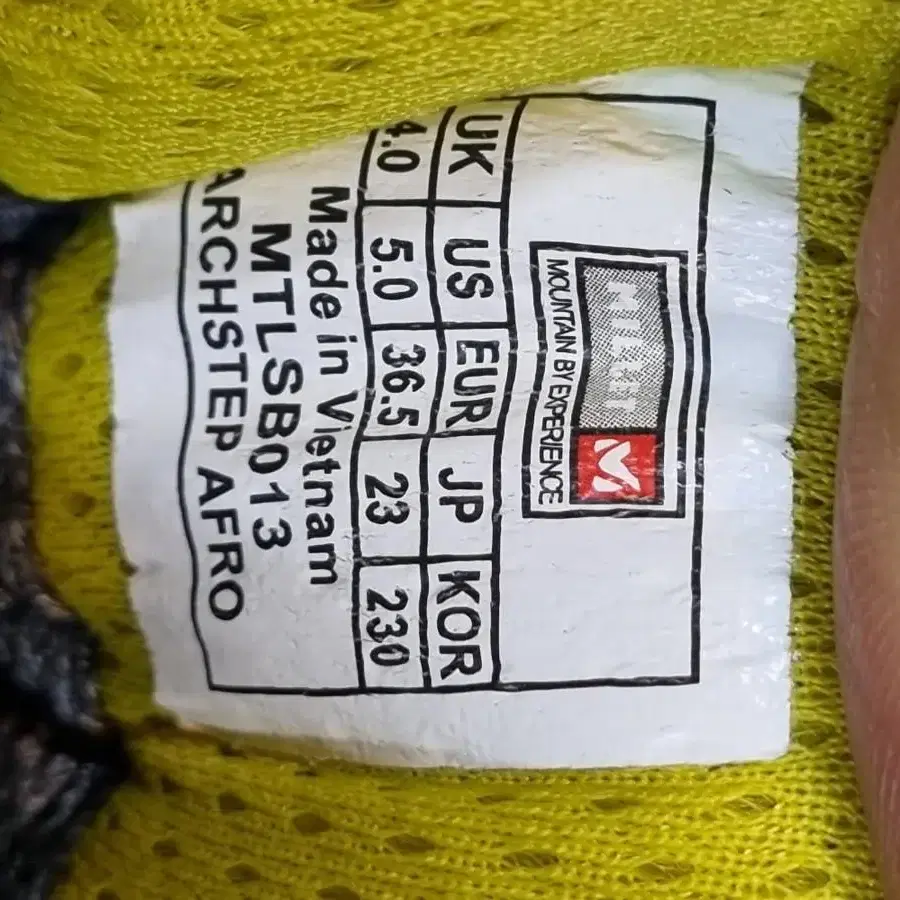 MILLET M
MOUNTAIN BY EXPERIENCE
UK US EUR JP KOR
4.0 5.0 36.5 23 230
Made in Vietnam
MTLSB013
ARCHSTEP AFRO